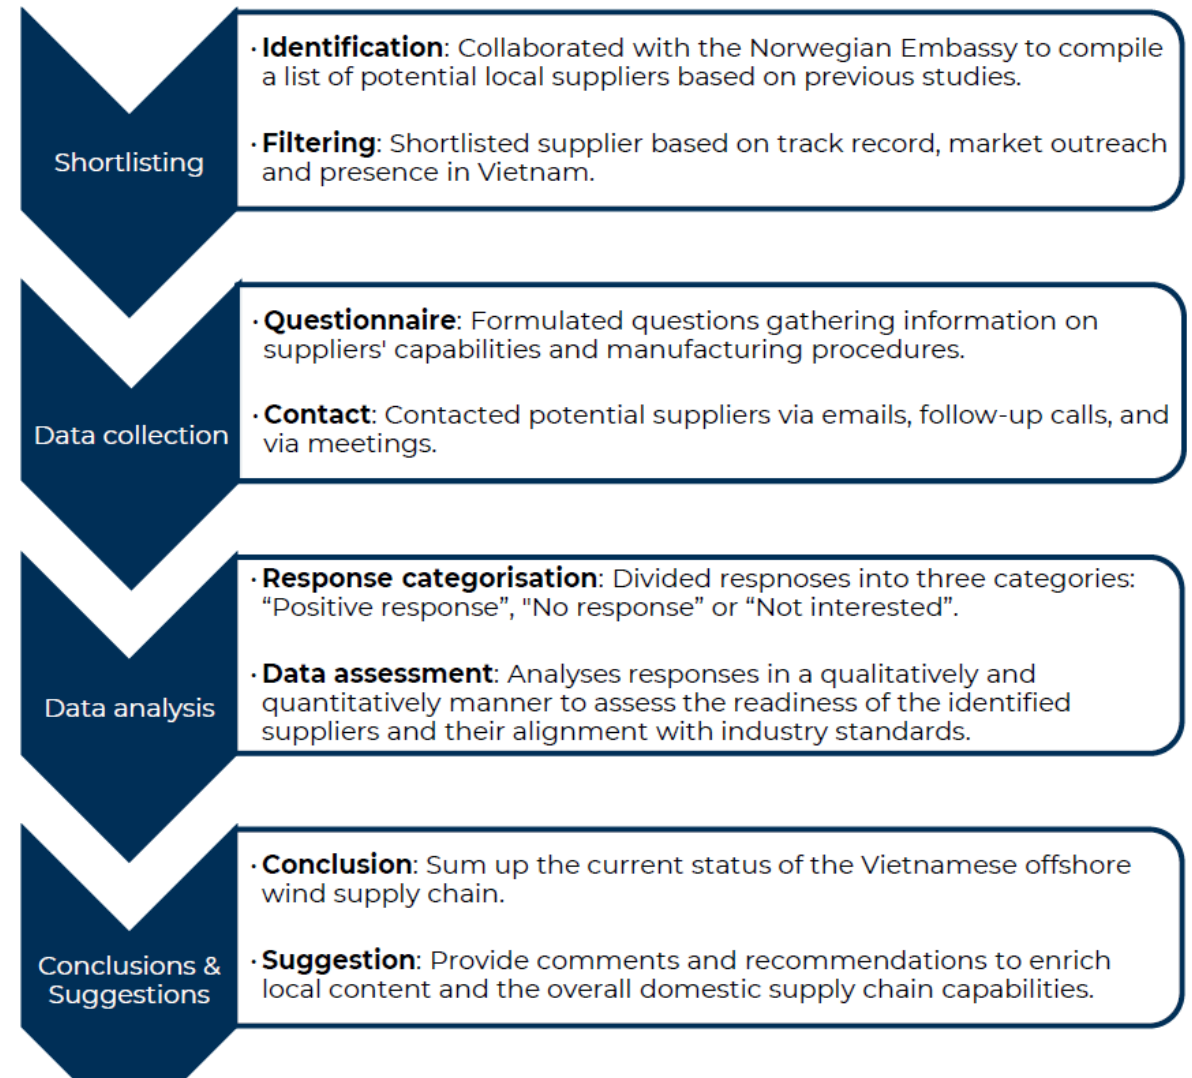 Shortlisting
· Identification: Collaborated with the Norwegian Embassy to compile
a list of potential local suppliers based on previous studies.
· Filtering: Shortlisted supplier based on track record, market outreach
and presence in Vietnam.
Data collection
· Questionnaire: Formulated questions gathering information on
suppliers' capabilities and manufacturing procedures.
· Contact: Contacted potential suppliers via emails, follow-up calls, and
via meetings.
Data analysis
· Response categorisation: Divided respnoses into three categories:
“Positive response”, "No response” or “Not interested”.
· Data assessment: Analyses responses in a qualitatively and
quantitatively manner to assess the readiness of the identified
suppliers and their alignment with industry standards.
Conclusions &
Suggestions
· Conclusion: Sum up the current status of the Vietnamese offshore
wind supply chain.
· Suggestion: Provide comments and recommendations to enrich
local content and the overall domestic supply chain capabilities.